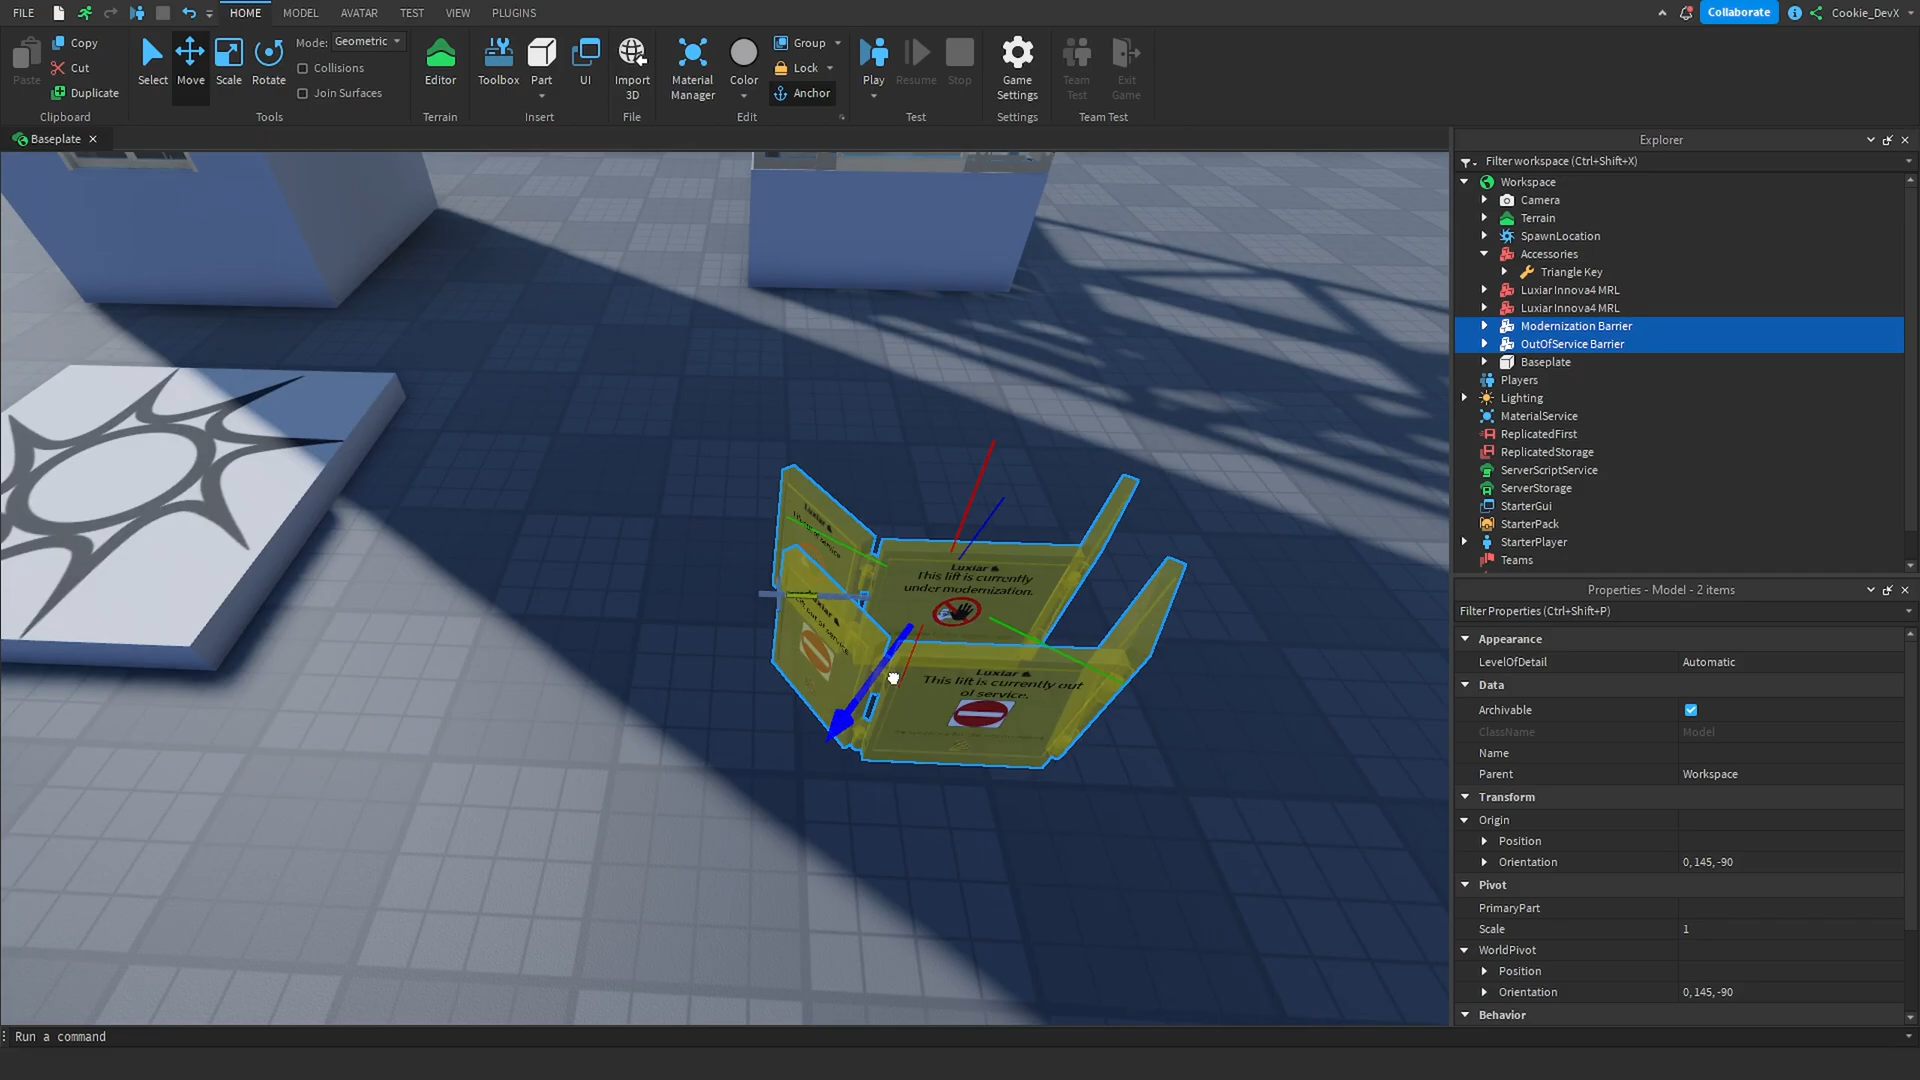 FILE
HOME
MODEL
AVATAR
TEST
VIEW
PLUGINS
Collaborate
Cookie_DevX
Paste
Copy
Cut
Duplicate
Clipboard
Select
Move
Scale
Rotate
Mode: Geometric
Collisions
Join Surfaces
Tools
Editor
Terrain
Toolbox
Part
UI
Insert
Import
3D
File
Material
Manager
Color
Group
Lock
Anchor
Edit
Play
Resume
Stop
Test
Game
Settings
Settings
Team
Test
Exit
Game
Team Test
Baseplate
Luxiar
Luxiar
This lift is currently
under modernization.
Luxiar
This lift is currently out
of service.
Explorer
Filter workspace (Ctrl+Shift+X)
Workspace
Camera
Terrain
SpawnLocation
Accessories
Triangle Key
Luxiar Innova4 MRL
Luxiar Innova4 MRL
Modernization Barrier
OutOfService Barrier
Baseplate
Players
Lighting
MaterialService
ReplicatedFirst
ReplicatedStorage
ServerScriptService
ServerStorage
StarterGui
StarterPack
StarterPlayer
Teams
Properties - Model - 2 items
Filter Properties (Ctrl+Shift+P)
Appearance
LevelOfDetail Automatic
Data
Archivable
ClassName Model
Name
Parent Workspace
Transform
Origin
Position
Orientation 0, 145, -90
Pivot
PrimaryPart
Scale 1
WorldPivot
Position
Orientation 0, 145, -90
Behavior
Run a command